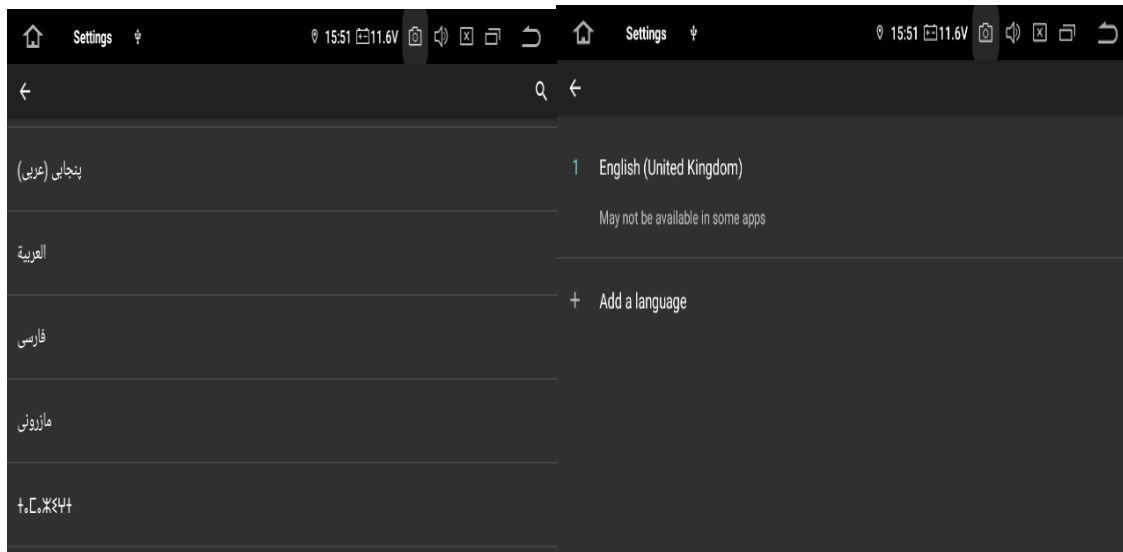 Settings 15:51 11.6V
پنجابی (عربی)
العربية
فارسی
مازرونی
ⵜⴰⵎⴰⵣⵉⵖⵜ
Settings 15:51 11.6V
1 English (United Kingdom)
May not be available in some apps
+ Add a language